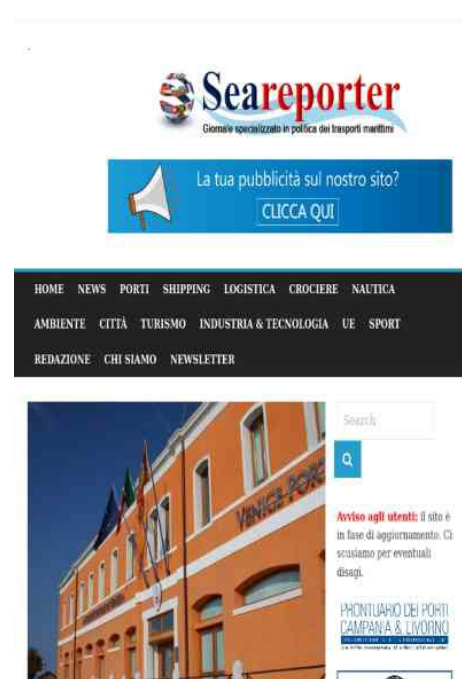 Seareporter
Giornale specializzato in politica dei trasporti marittimi
La tua pubblicità sul nostro sito?
CLICCA QUI
HOME NEWS PORTI SHIPPING LOGISTICA CROCIERE NAUTICA
AMBIENTE CITTÀ TURISMO INDUSTRIA & TECNOLOGIA UE SPORT
REDAZIONE CHI SIAMO NEWSLETTER
Search
VENICE PORT
Avviso agli utenti: il sito è
in fase di aggiornamento. Ci
scusiamo per eventuali
disagi.
PRONTUARIO DEI PORTI
CAMPANIA & LIVORNO